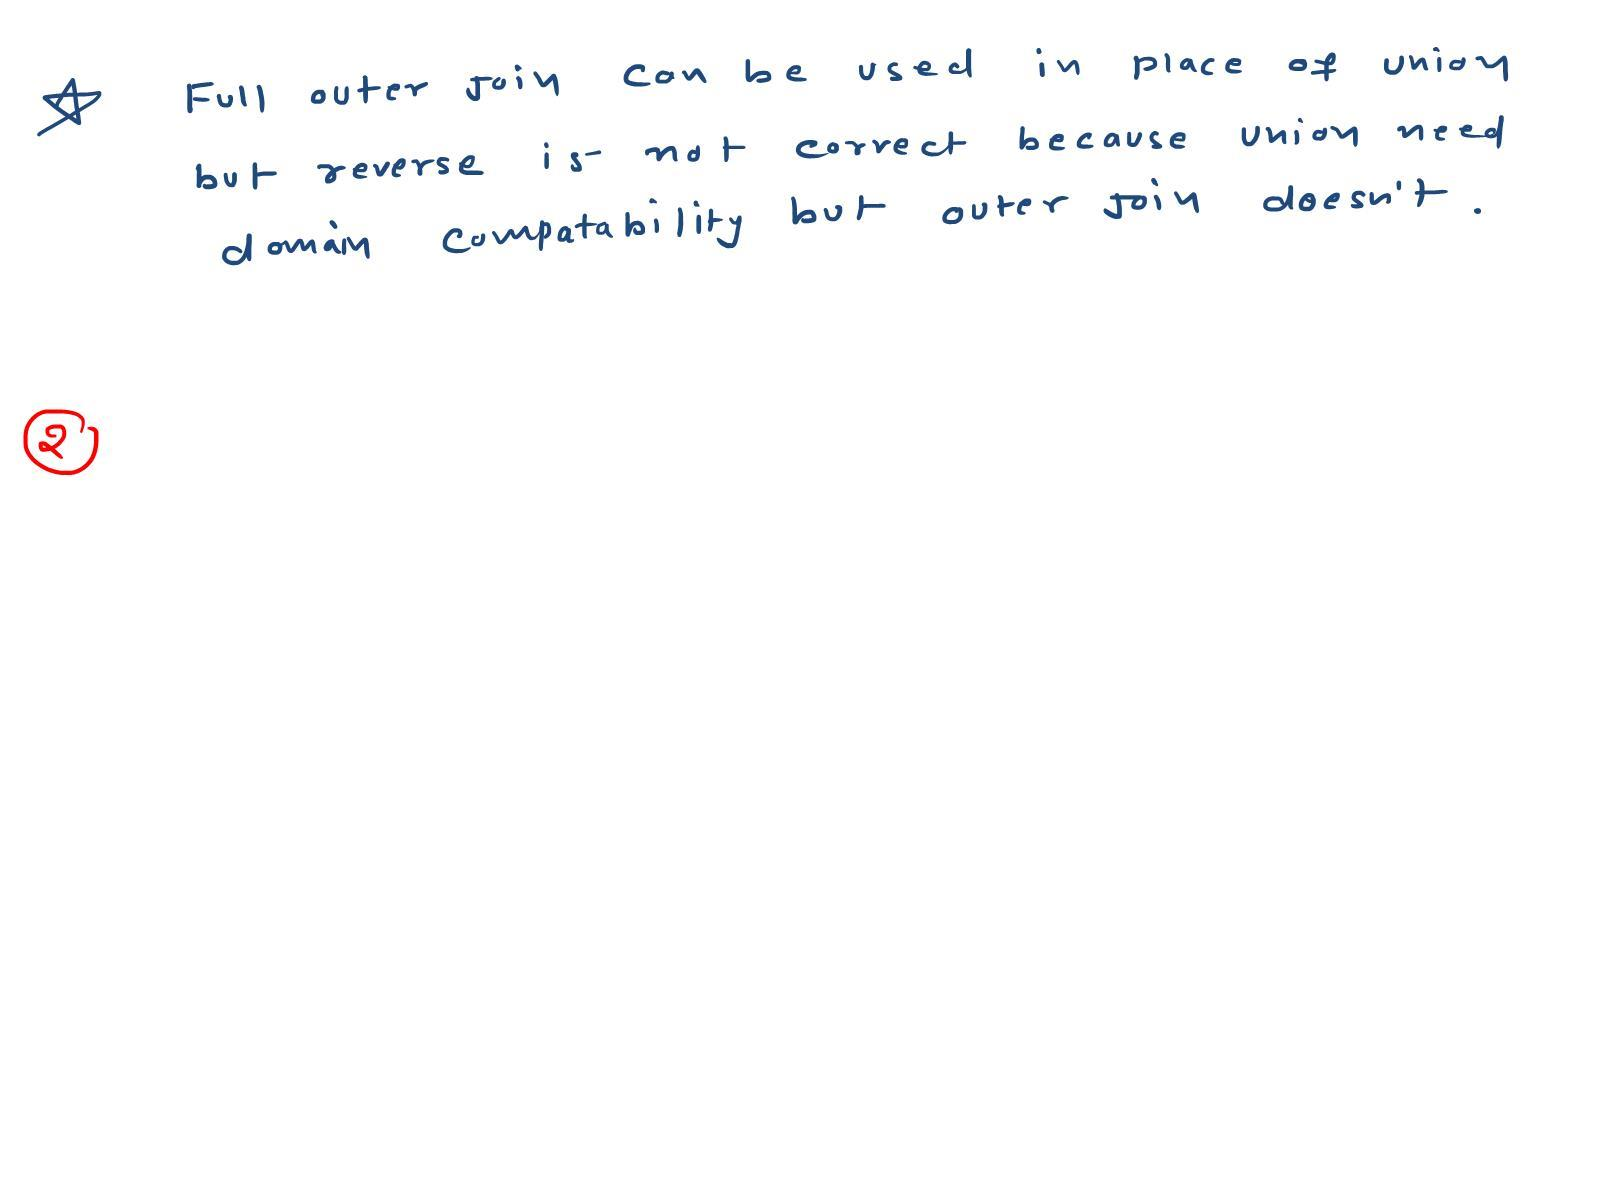 Full outer join can be used in place of union
but reverse is not correct because union need
domain compatability but outer join doesn't.
2